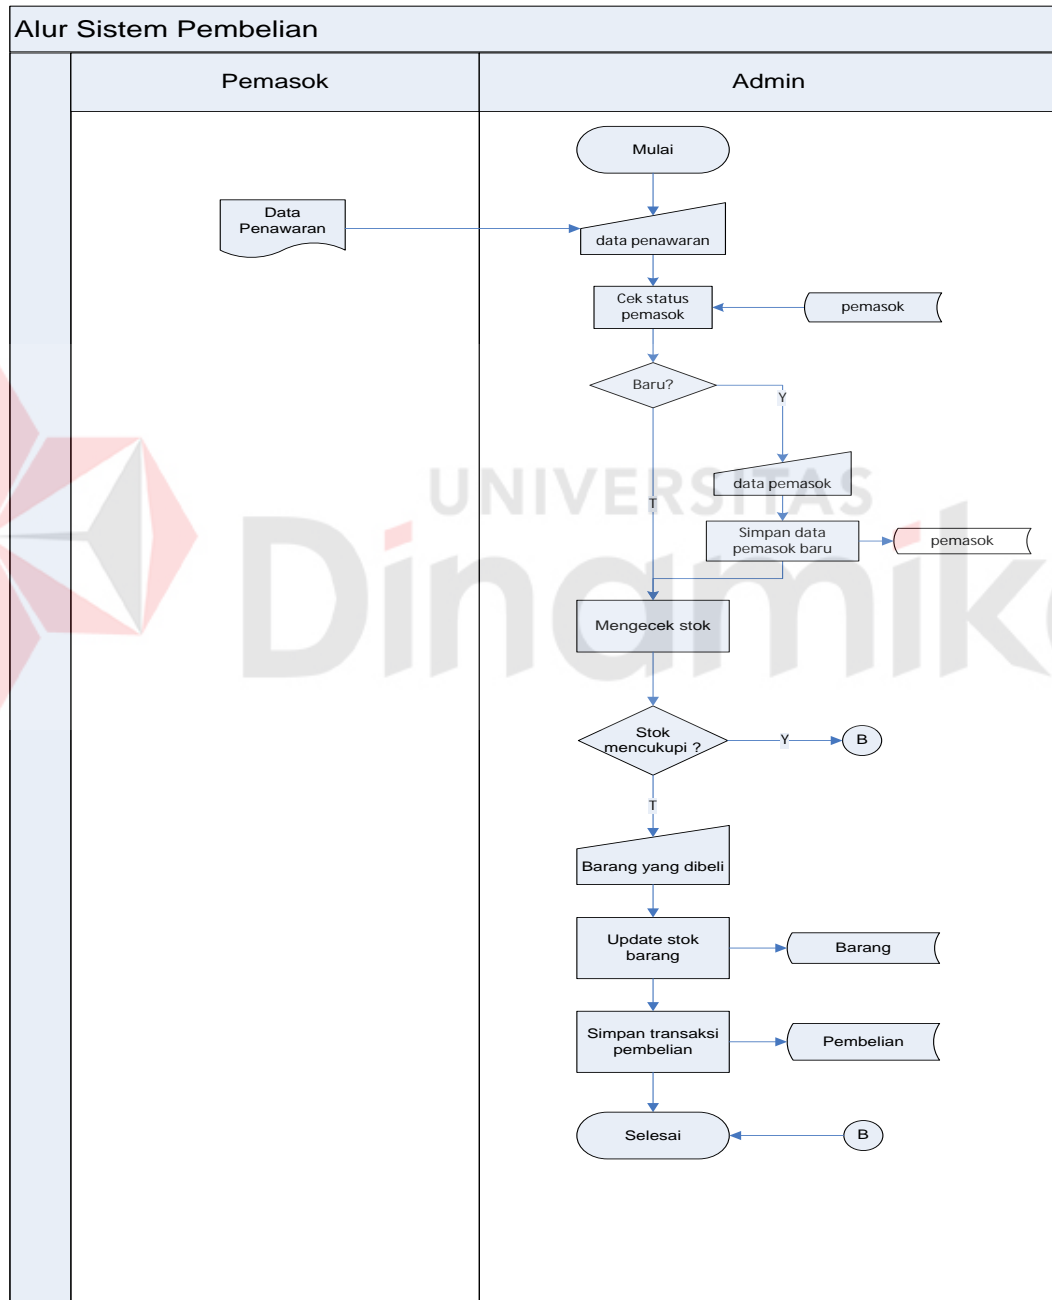 Alur Sistem Pembelian
Pemasok
Admin
Mulai
Data
Penawaran
data penawaran
Cek status
pemasok
pemasok
Baru?
Y
T
data pemasok
Simpan data
pemasok baru
pemasok
UNIVERSITAS
Dinamika
Mengecek stok
Stok
mencukupi ?
Y
B
T
Barang yang dibeli
Update stok
barang
Barang
Simpan transaksi
pembelian
Pembelian
Selesai
B